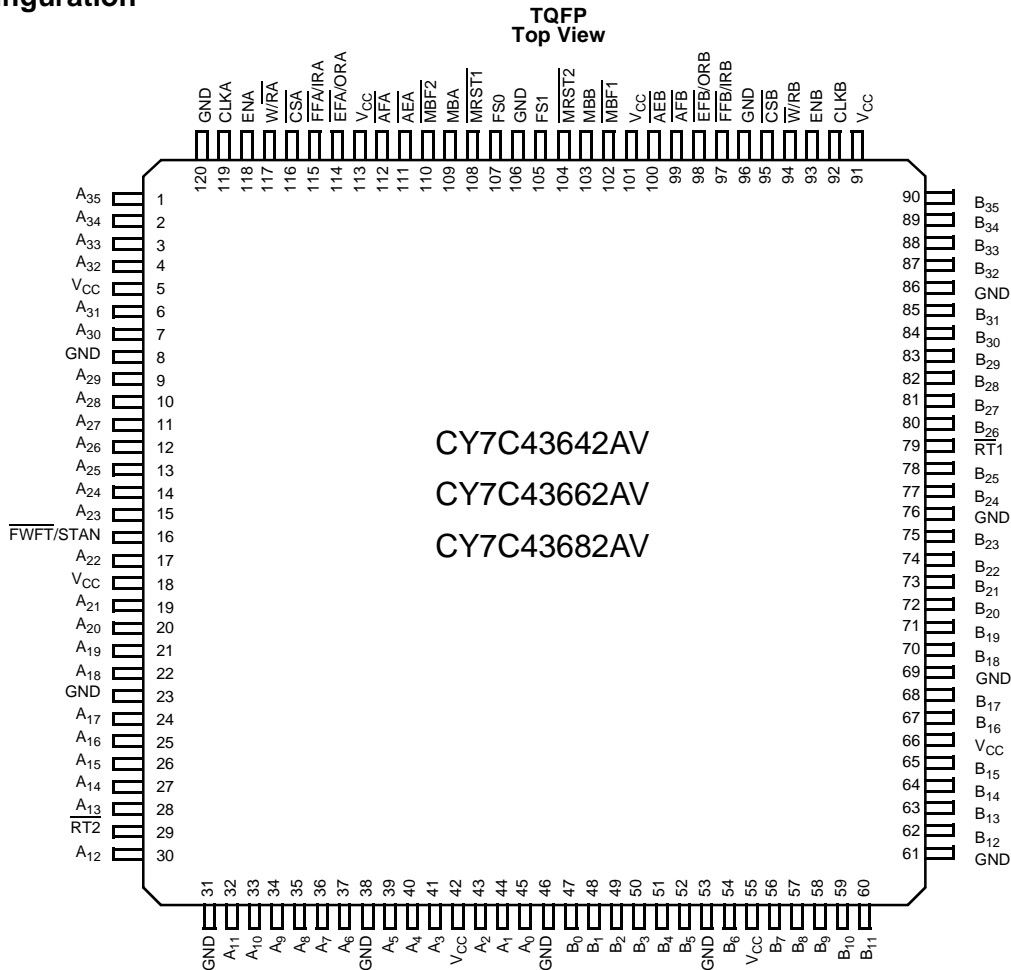 nfiguration
TQFP
Top View
GND
CLKA
ENA
W/RA
CSA
FFA/IRA
EFA/ORA
VCC
AFA
AEA
MBF2
MBA
MRST1
FS0
GND
FS1
MRST2
MBB
MBF1
VCC
AEB
AFB
EFB/ORB
FFB/IRB
GND
CSB
W/RB
ENB
CLKB
VCC
120 119 118 117 116 115 114 113 112 111 110 109 108 107 106 105 104 103 102 101 100 99 98 97 96 95 94 93 92 91
A35 1 90 B35
A34 2 89 B34
A33 3 88 B33
A32 4 87 B32
VCC 5 86 GND
A31 6 85 B31
A30 7 84 B30
GND 8 83 B29
A29 9 82 B28
A28 10 81 B27
A27 11 80 B26
A26 12 79 RT1
A25 13 78 B25
A24 14 77 B24
A23 15 76 GND
FWFT/STAN 16 75 B23
A22 17 74 B22
VCC 18 73 B21
A21 19 72 B20
A20 20 71 B19
A19 21 70 B18
A18 22 69 GND
GND 23 68 B17
A17 24 67 B16
A16 25 66 VCC
A15 26 65 B15
A14 27 64 B14
A13 28 63 B13
RT2 29 62 B12
A12 30 61 GND
CY7C43642AV
CY7C43662AV
CY7C43682AV
31 32 33 34 35 36 37 38 39 40 41 42 43 44 45 46 47 48 49 50 51 52 53 54 55 56 57 58 59 60
GND
A11
A10
A9
A8
A7
A6
GND
A5
A4
A3
VCC
A2
A1
A0
GND
B0
B1
B2
B3
B4
B5
GND
B6
VCC
B7
B8
B9
B10
B11